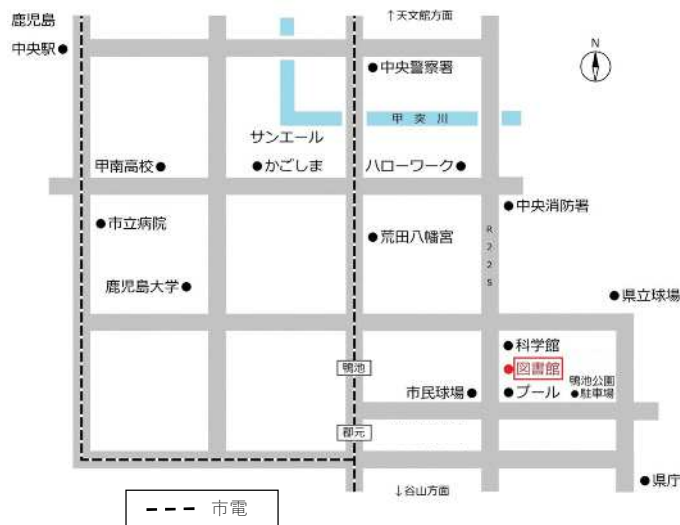 鹿児島
中央駅●
↑天文館方面
N
●中央警察署
甲突川
サンエール
●かごしま
甲南高校●
ハローワーク●
●中央消防署
●市立病院
●荒田八幡宮
R225
鹿児島大学●
●県立球場
●科学館
鴨池
●図書館
鴨池公園
●駐車場
市民球場●
●プール
郡元
●県庁
↓谷山方面
市電